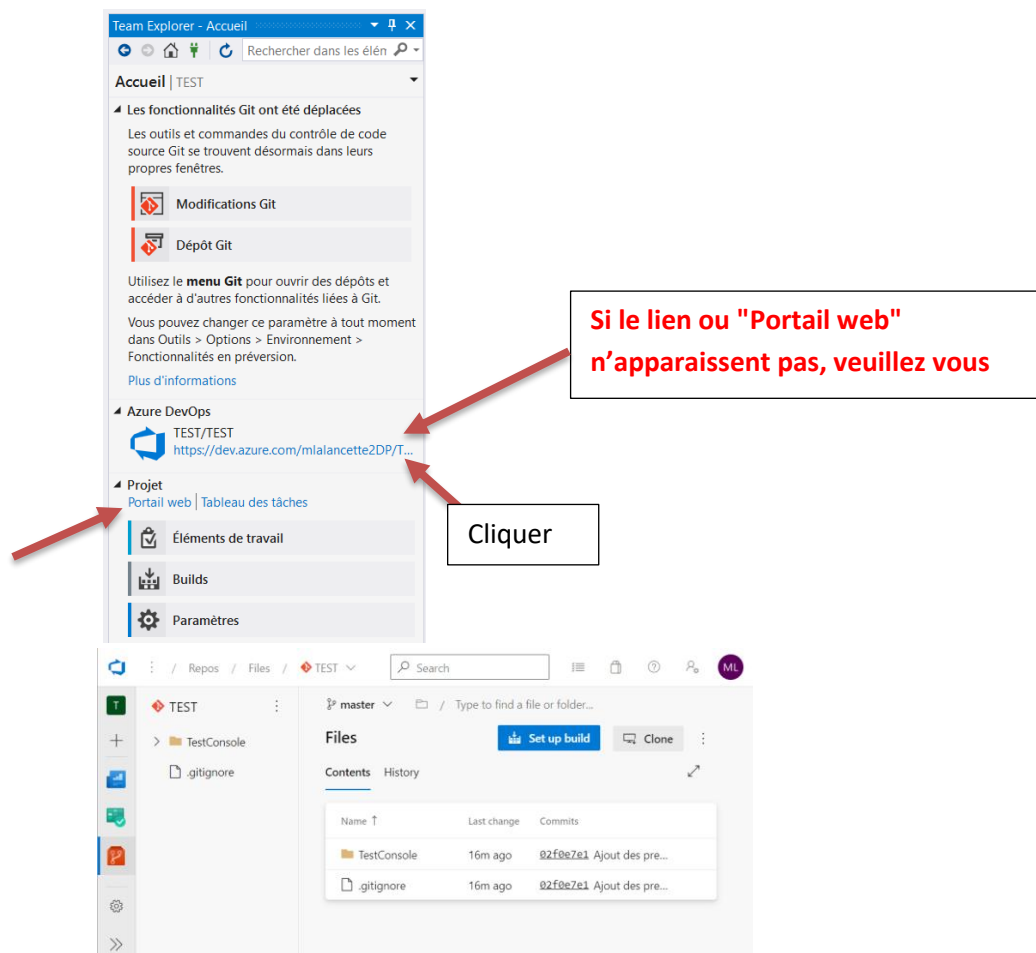 Team Explorer - Accueil
Rechercher dans les élén
Accueil | TEST
Les fonctionnalités Git ont été déplacées
Les outils et commandes du contrôle de code
source Git se trouvent désormais dans leurs
propres fenêtres.
Modifications Git
Dépôt Git
Utilisez le menu Git pour ouvrir des dépôts et
accéder à d'autres fonctionnalités liées à Git.
Vous pouvez changer ce paramètre à tout moment
dans Outils > Options > Environnement >
Fonctionnalités en préversion.
Plus d'informations
Si le lien ou "Portail web"
n’apparaissent pas, veuillez vous
Azure DevOps
TEST/TEST
https://dev.azure.com/mlalancette2DP/T...
Projet
Portail web | Tableau des tâches
Cliquer
Éléments de travail
Builds
Paramètres
/ Repos / Files / TEST
Search
ML
T
TEST
master
/ Type to find a file or folder...
TestConsole
.gitignore
Files
Set up build
Clone
Contents History
Name ↑ Last change Commits
TestConsole 16m ago 02f0e7e1 Ajout des pre...
.gitignore 16m ago 02f0e7e1 Ajout des pre...